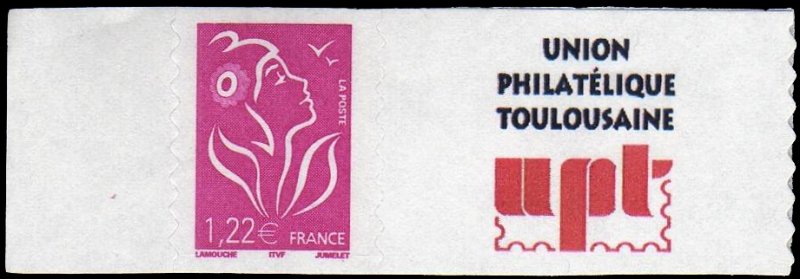 LA POSTE
1,22€ FRANCE
LAMOUCHE ITVF JUMELET
UNION
PHILATÉLIQUE
TOULOUSAINE
upt